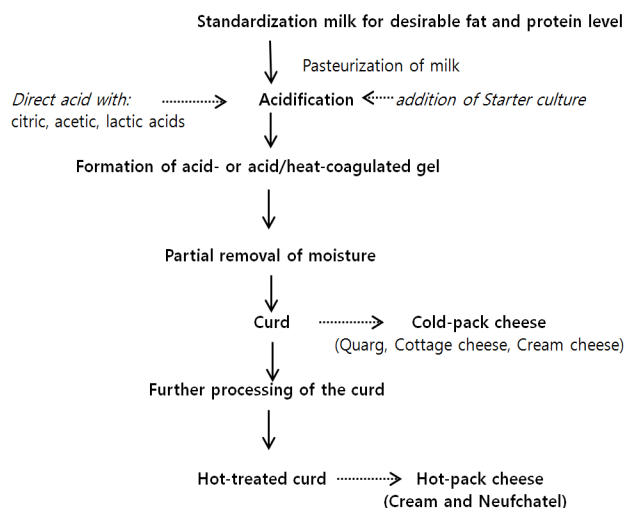 Standardization milk for desirable fat and protein level
Pasteurization of milk
Direct acid with:
citric, acetic, lactic acids
Acidification
addition of Starter culture
Formation of acid- or acid/heat-coagulated gel
Partial removal of moisture
Curd
Cold-pack cheese
(Quarg, Cottage cheese, Cream cheese)
Further processing of the curd
Hot-treated curd
Hot-pack cheese
(Cream and Neufchatel)